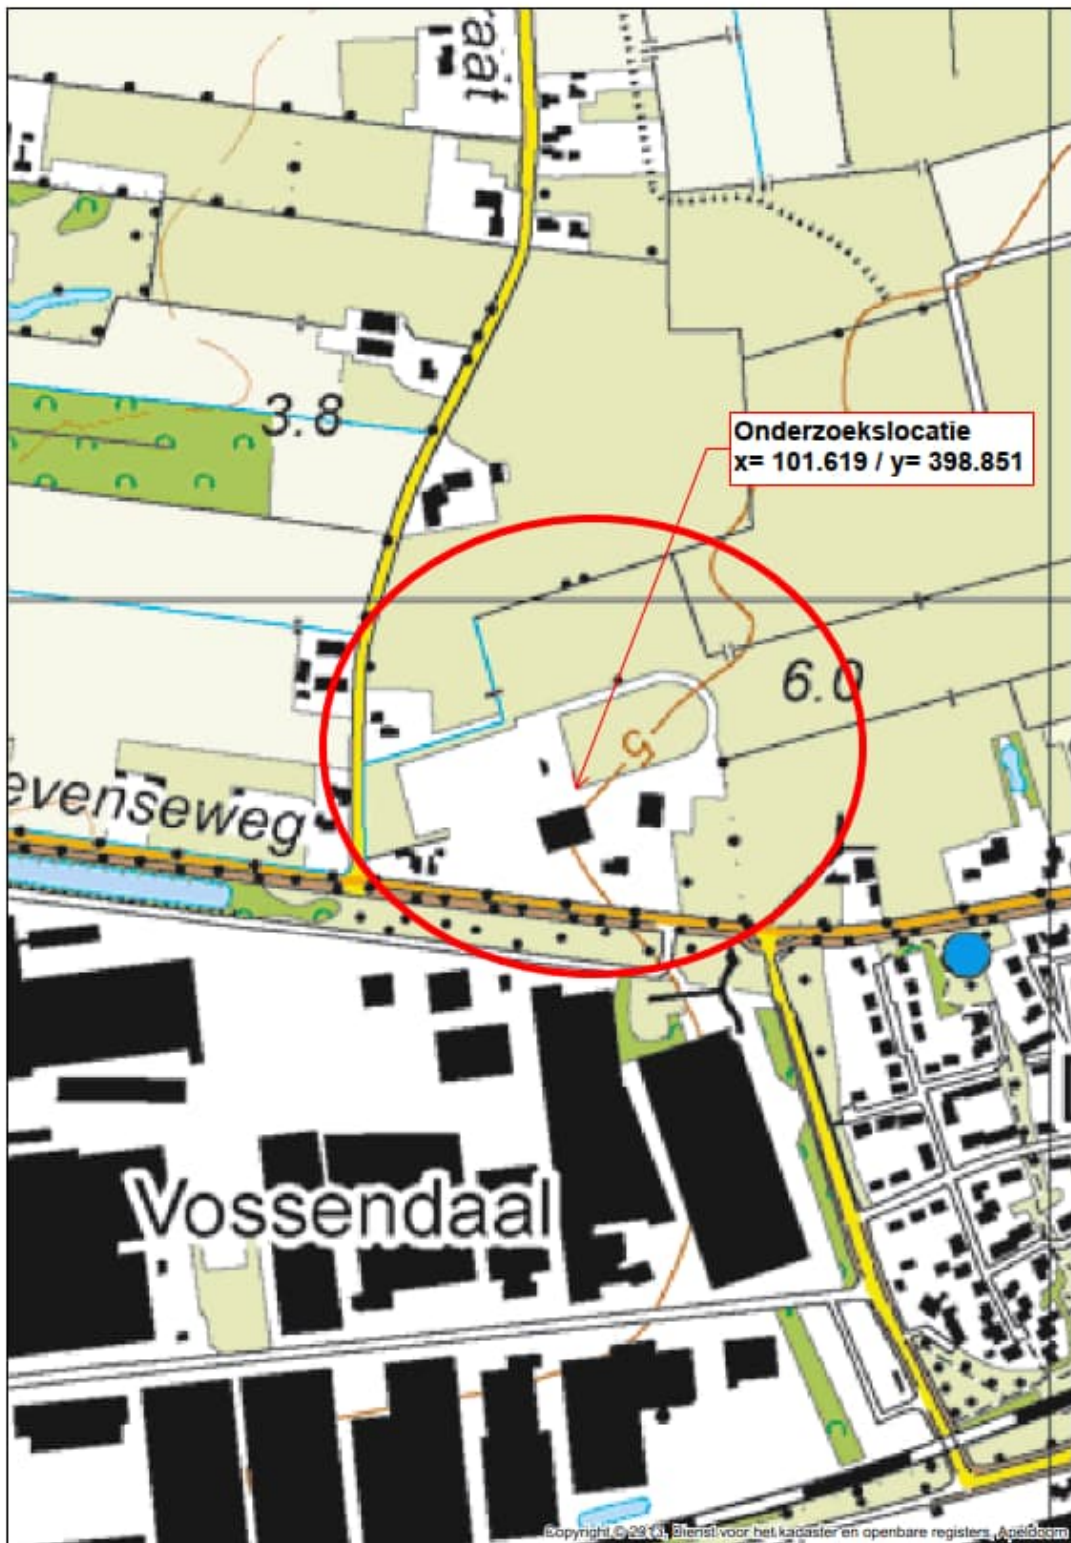 raat
3.8
Onderzoekslocatie
x= 101.619 / y= 398.851
6.0
5
evenseweg
Vossendaal
Copyright © 2013, Dienst voor het kadaster en openbare registers, Apeldoorn